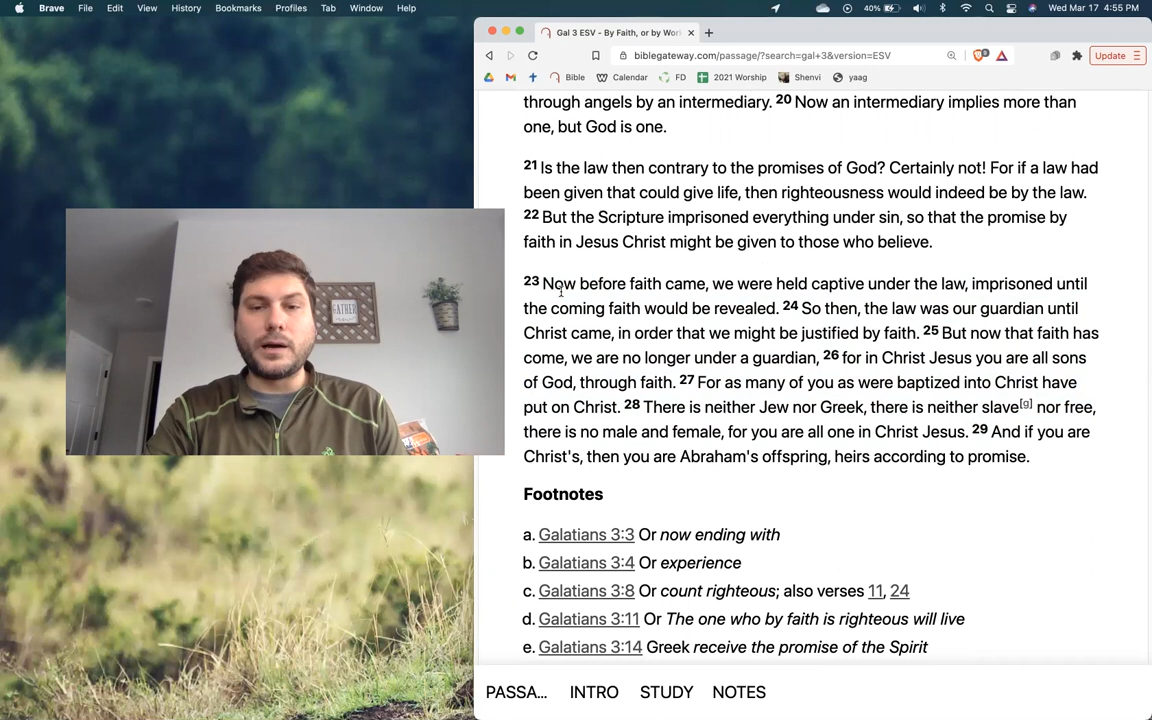 Brave File Edit View History Bookmarks Profiles Tab Window Help 40% Wed Mar 17 4:55 PM
Gal 3 ESV - By Faith, or by Wor
biblegateway.com/passage/?search=gal+3&version=ESV Update
Bible Calendar FD 2021 Worship Shenvi yaag
through angels by an intermediary. 20 Now an intermediary implies more than
one, but God is one.
21 Is the law then contrary to the promises of God? Certainly not! For if a law had
been given that could give life, then righteousness would indeed be by the law.
22 But the Scripture imprisoned everything under sin, so that the promise by
faith in Jesus Christ might be given to those who believe.
23 Now before faith came, we were held captive under the law, imprisoned until
the coming faith would be revealed. 24 So then, the law was our guardian until
Christ came, in order that we might be justified by faith. 25 But now that faith has
come, we are no longer under a guardian, 26 for in Christ Jesus you are all sons
of God, through faith. 27 For as many of you as were baptized into Christ have
put on Christ. 28 There is neither Jew nor Greek, there is neither slave[g] nor free,
there is no male and female, for you are all one in Christ Jesus. 29 And if you are
Christ's, then you are Abraham's offspring, heirs according to promise.
GATHER
Footnotes
a. Galatians 3:3 Or now ending with
b. Galatians 3:4 Or experience
c. Galatians 3:8 Or count righteous; also verses 11, 24
d. Galatians 3:11 Or The one who by faith is righteous will live
e. Galatians 3:14 Greek receive the promise of the Spirit
PASSA... INTRO STUDY NOTES